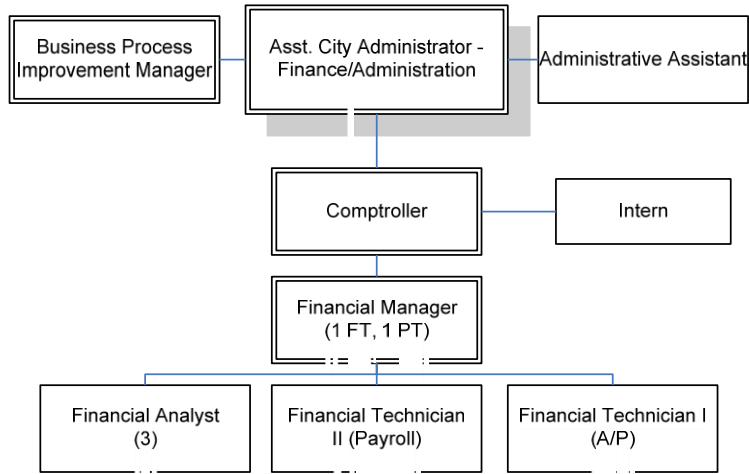 Business Process
Improvement Manager
Asst. City Administrator -
Finance/Administration
Administrative Assistant
Comptroller
Intern
Financial Manager
(1 FT, 1 PT)
Financial Analyst
(3)
Financial Technician
II (Payroll)
Financial Technician I
(A/P)